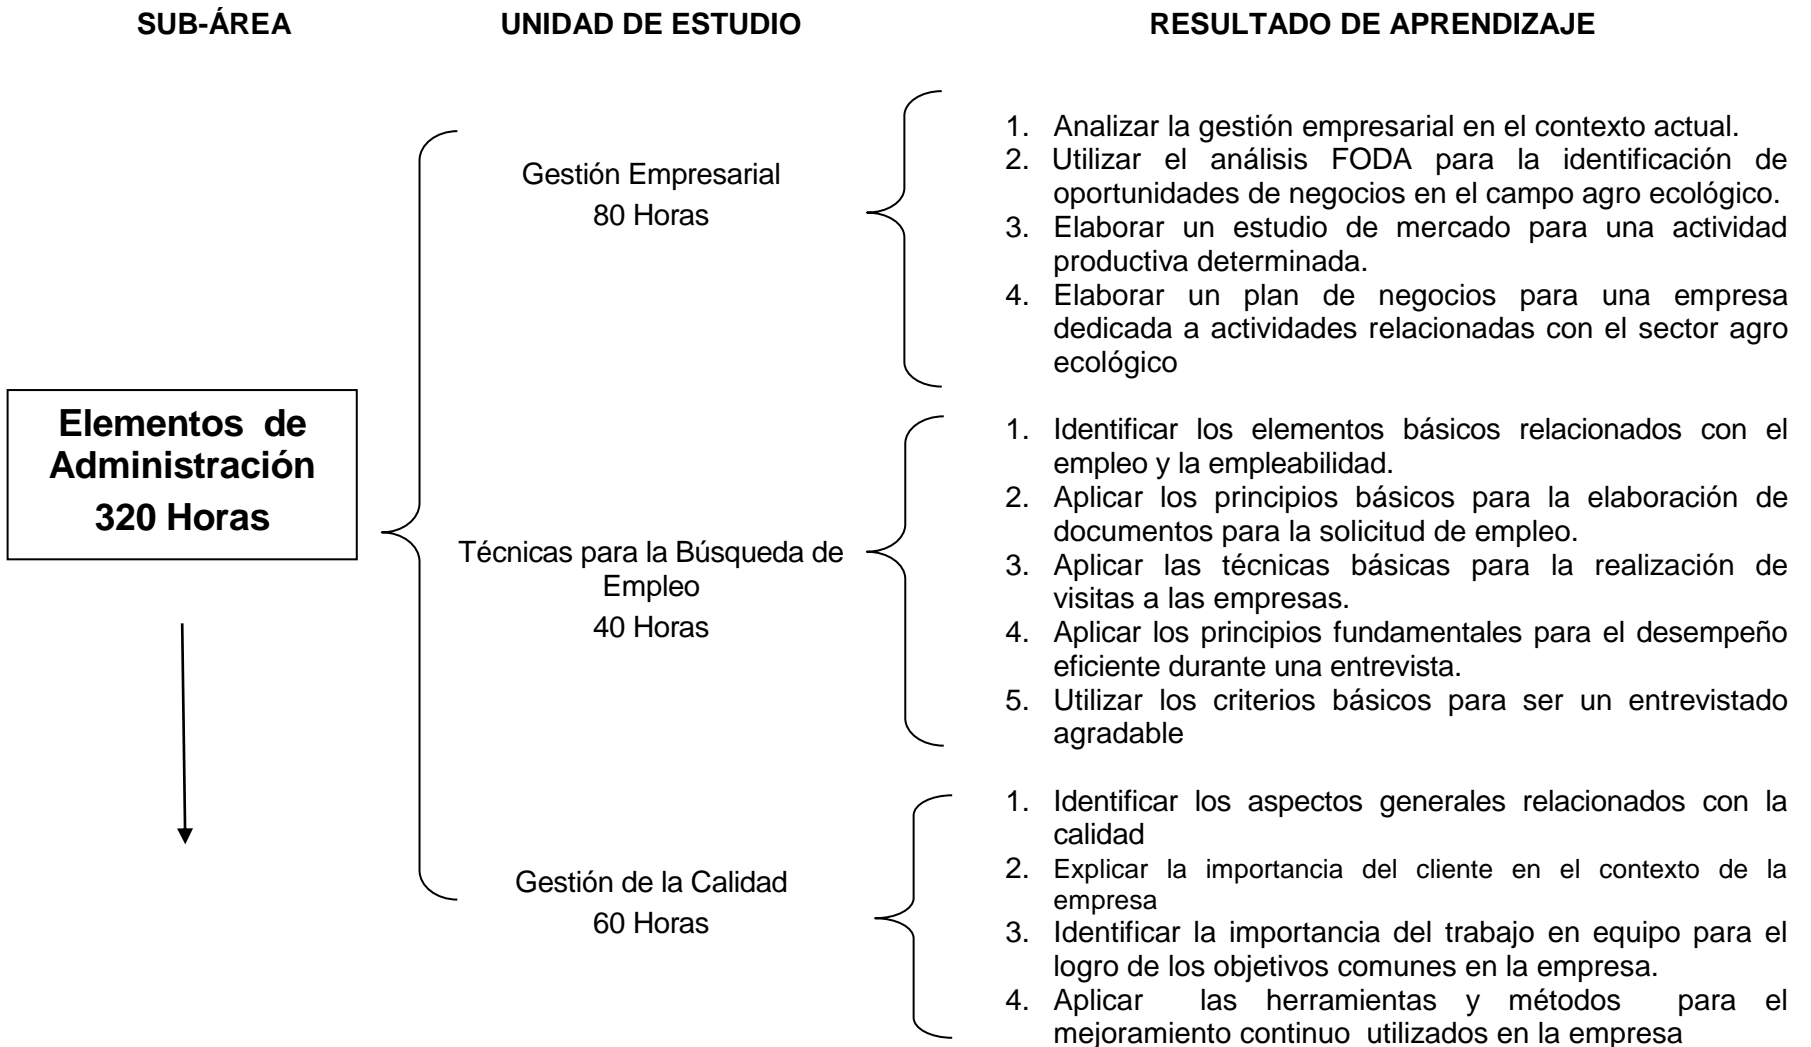 SUB-ÁREA UNIDAD DE ESTUDIO RESULTADO DE APRENDIZAJE
Elementos de
Administración
320 Horas
Gestión Empresarial
80 Horas
1. Analizar la gestión empresarial en el contexto actual.
2. Utilizar el análisis FODA para la identificación de
oportunidades de negocios en el campo agro ecológico.
3. Elaborar un estudio de mercado para una actividad
productiva determinada.
4. Elaborar un plan de negocios para una empresa
dedicada a actividades relacionadas con el sector agro
ecológico
Técnicas para la Búsqueda de
Empleo
40 Horas
1. Identificar los elementos básicos relacionados con el
empleo y la empleabilidad.
2. Aplicar los principios básicos para la elaboración de
documentos para la solicitud de empleo.
3. Aplicar las técnicas básicas para la realización de
visitas a las empresas.
4. Aplicar los principios fundamentales para el desempeño
eficiente durante una entrevista.
5. Utilizar los criterios básicos para ser un entrevistado
agradable
Gestión de la Calidad
60 Horas
1. Identificar los aspectos generales relacionados con la
calidad
2. Explicar la importancia del cliente en el contexto de la
empresa
3. Identificar la importancia del trabajo en equipo para el
logro de los objetivos comunes en la empresa.
4. Aplicar las herramientas y métodos para el
mejoramiento continuo utilizados en la empresa